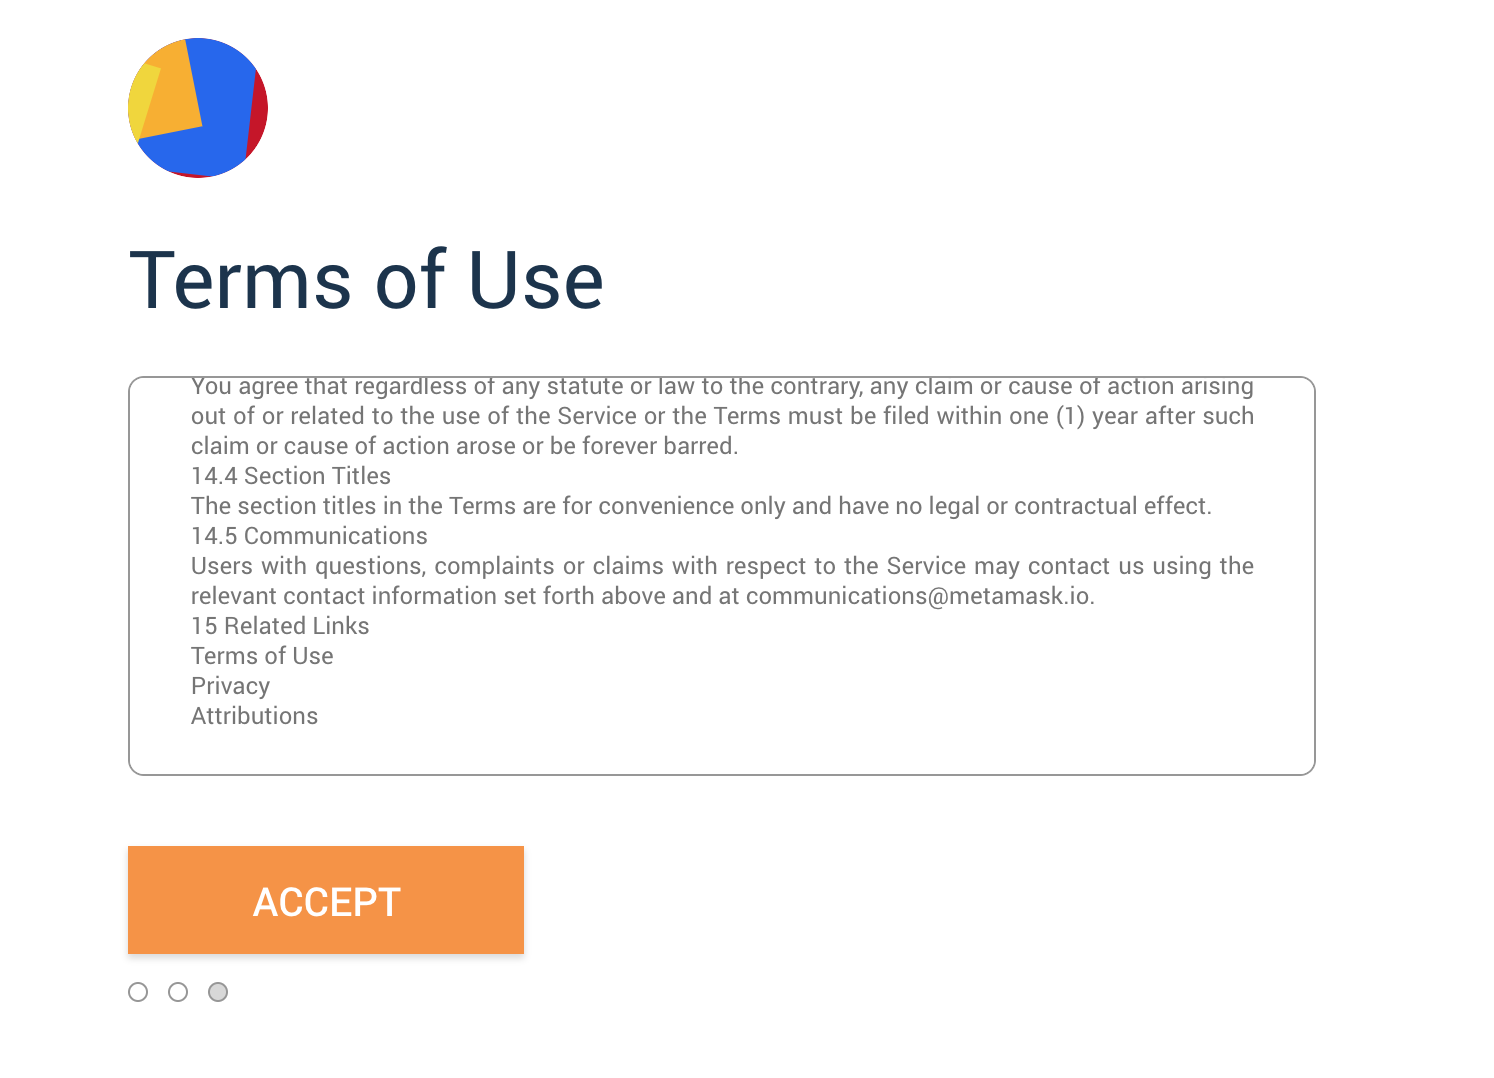 Terms of Use
You agree that regardless of any statute or law to the contrary, any claim or cause of action arising
out of or related to the use of the Service or the Terms must be filed within one (1) year after such
claim or cause of action arose or be forever barred.
14.4 Section Titles
The section titles in the Terms are for convenience only and have no legal or contractual effect.
14.5 Communications
Users with questions, complaints or claims with respect to the Service may contact us using the
relevant contact information set forth above and at communications@metamask.io.
15 Related Links
Terms of Use
Privacy
Attributions
ACCEPT